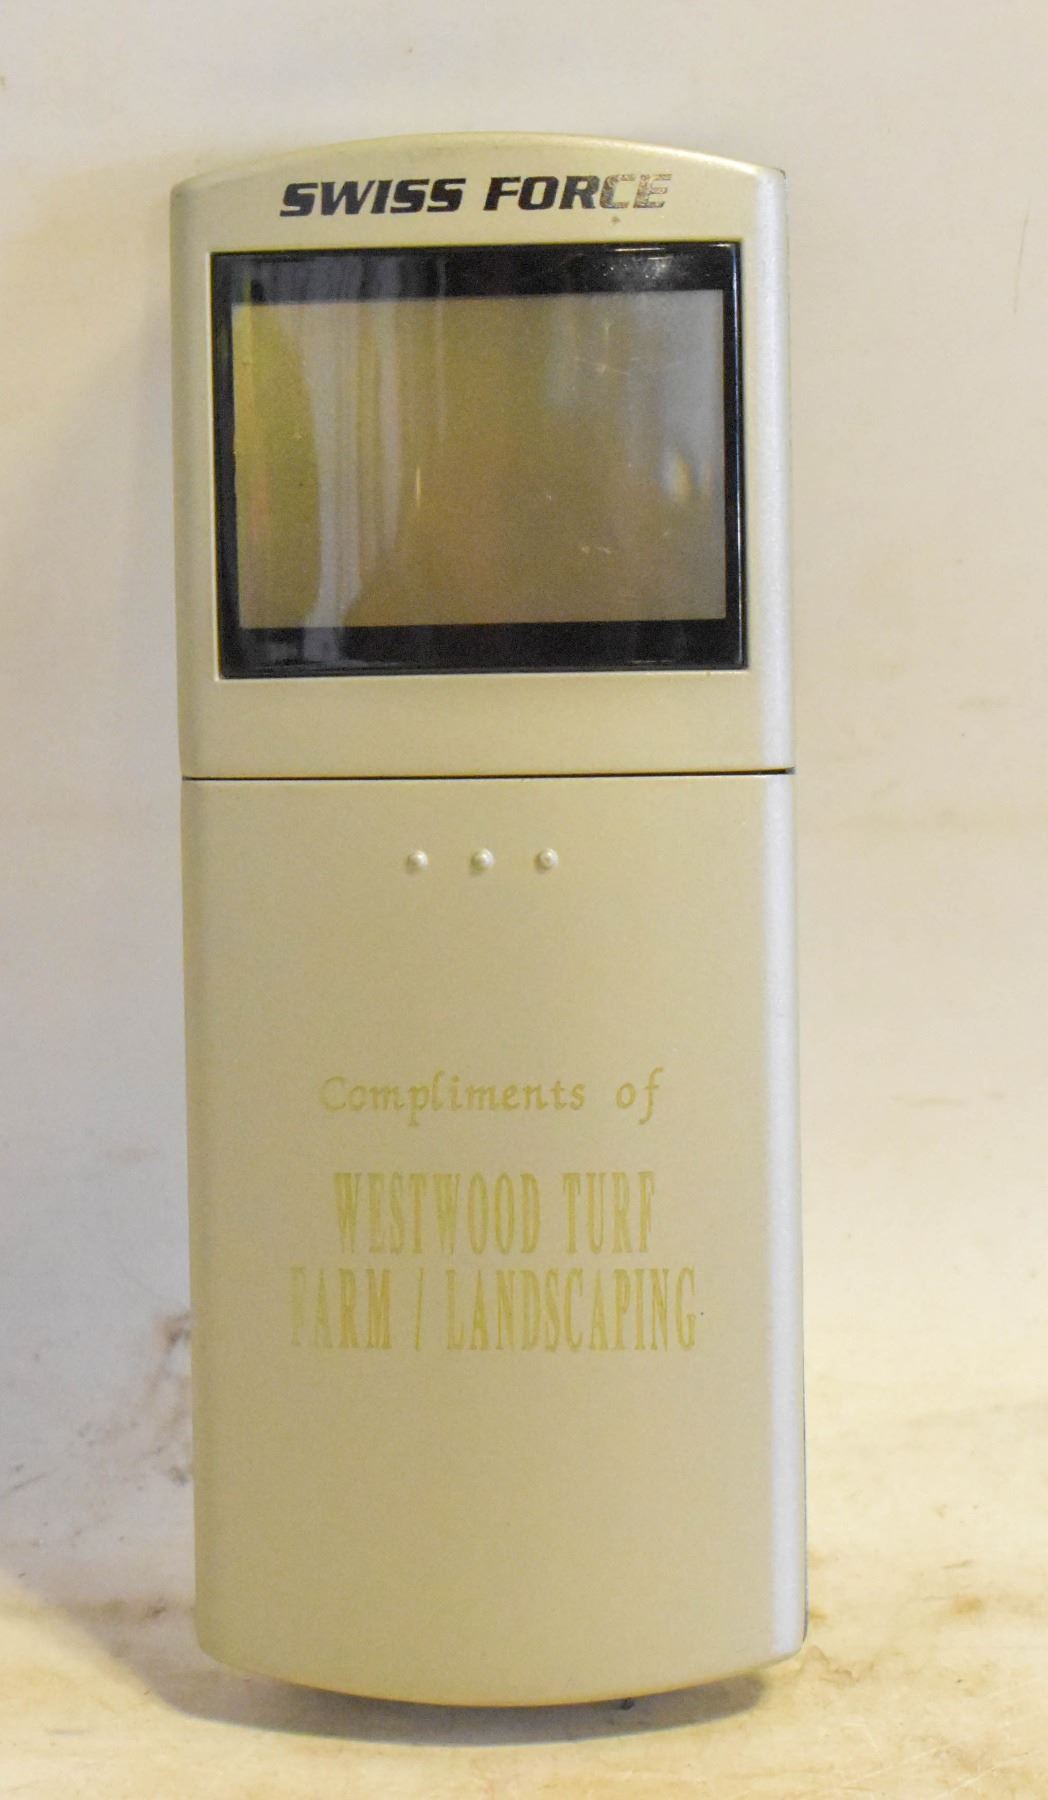 SWISS FORCE
Compliments of
WESTWOOD TURF
FARM / LANDSCAPING